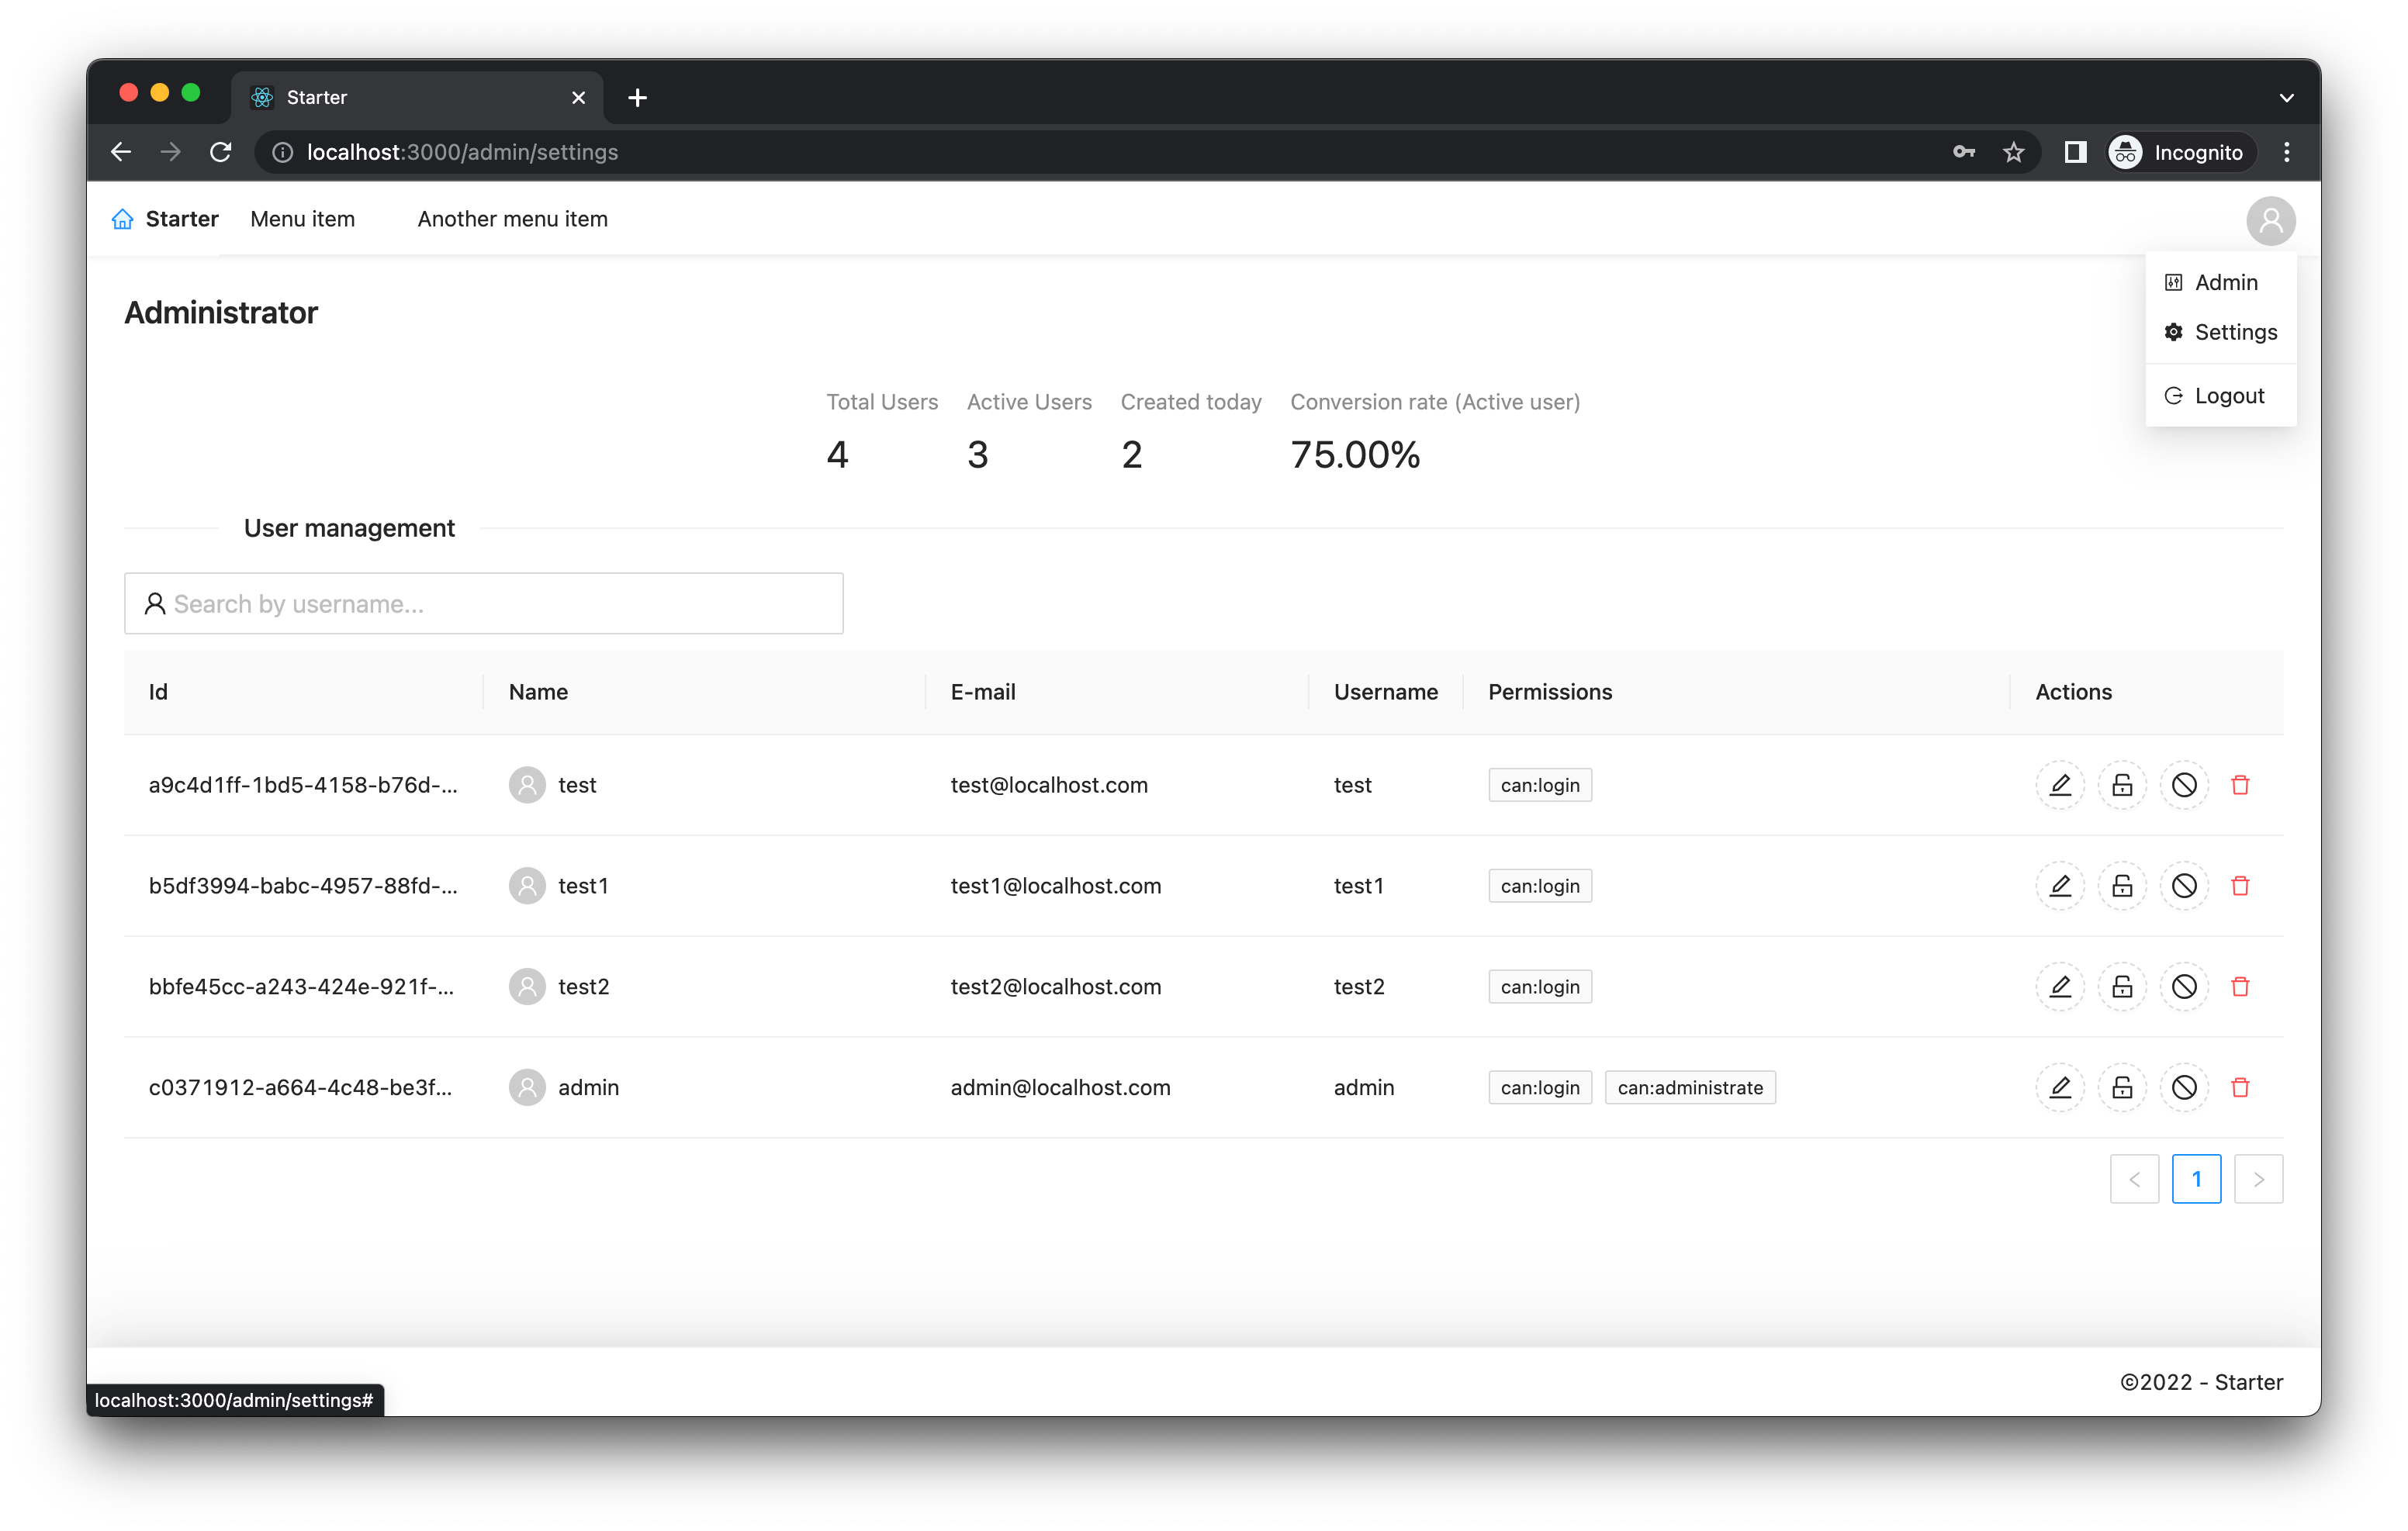 Starter
localhost:3000/admin/settings
Incognito
Starter Menu item Another menu item
Admin
Settings
Logout
Administrator
Total Users Active Users Created today Conversion rate (Active user)
4 3 2 75.00%
User management
Search by username...
Id Name E-mail Username Permissions Actions
a9c4d1ff-1bd5-4158-b76d-... test test@localhost.com test can:login
b5df3994-babc-4957-88fd-... test1 test1@localhost.com test1 can:login
bbfe45cc-a243-424e-921f-... test2 test2@localhost.com test2 can:login
c0371912-a664-4c48-be3f... admin admin@localhost.com admin can:login can:administrate
< 1 >
©2022 - Starter
localhost:3000/admin/settings#